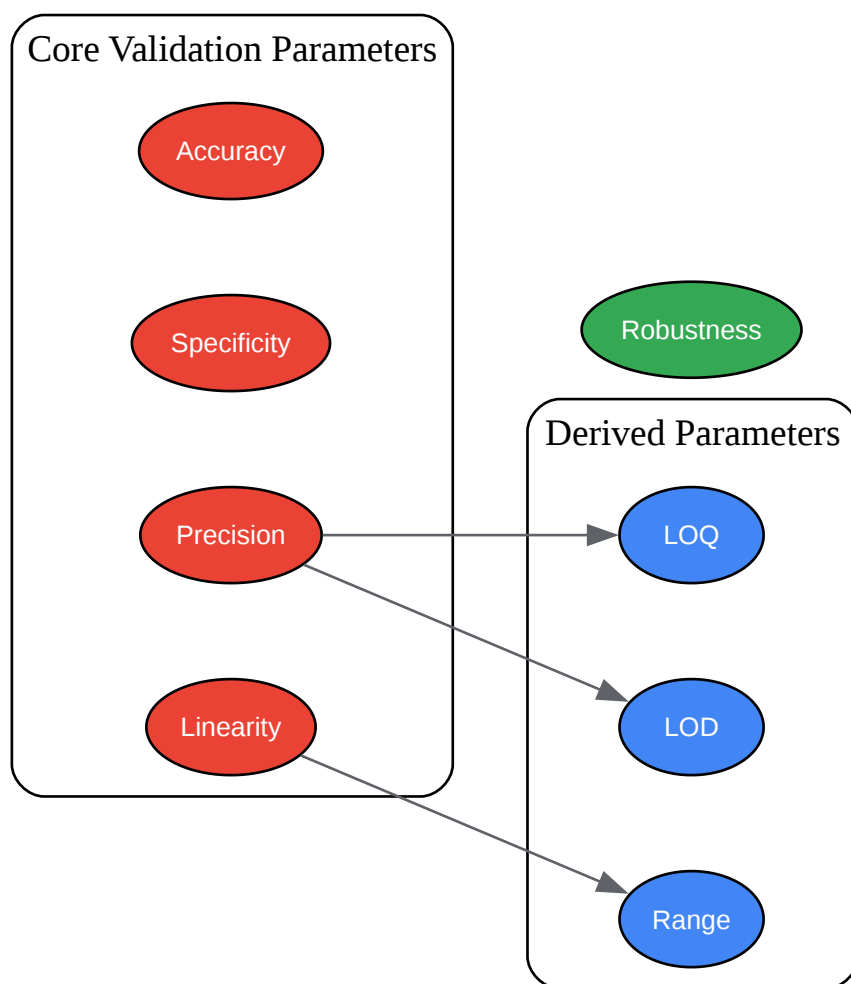 Core Validation Parameters
Accuracy
Specificity
Precision
Linearity
Robustness
Derived Parameters
LOQ
LOD
Range